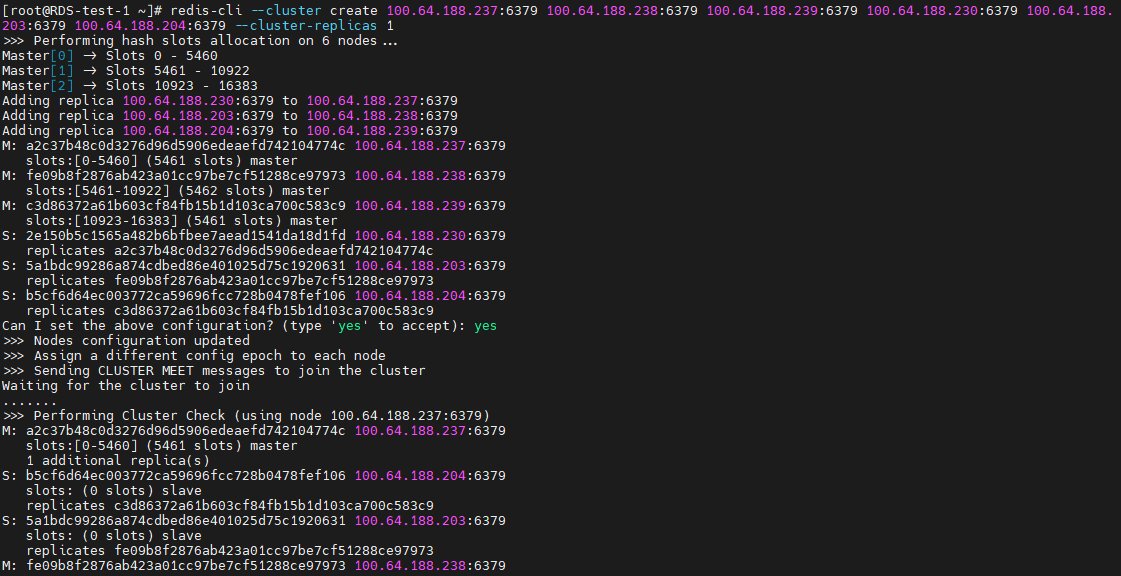 [root@RDS-test-1 ~]# redis-cli --cluster create 100.64.188.237:6379 100.64.188.238:6379 100.64.188.239:6379 100.64.188.230:6379 100.64.188.
203:6379 100.64.188.204:6379 --cluster-replicas 1
>>> Performing hash slots allocation on 6 nodes...
Master[0] -> Slots 0 - 5460
Master[1] -> Slots 5461 - 10922
Master[2] -> Slots 10923 - 16383
Adding replica 100.64.188.230:6379 to 100.64.188.237:6379
Adding replica 100.64.188.203:6379 to 100.64.188.238:6379
Adding replica 100.64.188.204:6379 to 100.64.188.239:6379
M: a2c37b48c0d3276d96d5906edeaefd742104774c 100.64.188.237:6379
   slots:[0-5460] (5461 slots) master
M: fe09b8f2876ab423a01cc97be7cf51288ce97973 100.64.188.238:6379
   slots:[5461-10922] (5462 slots) master
M: c3d86372a61b603cf84fb15b1d103ca700c583c9 100.64.188.239:6379
   slots:[10923-16383] (5461 slots) master
S: 2e150b5c1565a482b6bfbee7aead1541da18d1fd 100.64.188.230:6379
   replicates a2c37b48c0d3276d96d5906edeaefd742104774c
S: 5a1bdc99286a874cdbed86e401025d75c1920631 100.64.188.203:6379
   replicates fe09b8f2876ab423a01cc97be7cf51288ce97973
S: b5cf6d64ec003772ca59696fcc728b0478fef106 100.64.188.204:6379
   replicates c3d86372a61b603cf84fb15b1d103ca700c583c9
Can I set the above configuration? (type 'yes' to accept): yes
>>> Nodes configuration updated
>>> Assign a different config epoch to each node
>>> Sending CLUSTER MEET messages to join the cluster
Waiting for the cluster to join
.......
>>> Performing Cluster Check (using node 100.64.188.237:6379)
M: a2c37b48c0d3276d96d5906edeaefd742104774c 100.64.188.237:6379
   slots:[0-5460] (5461 slots) master
   1 additional replica(s)
S: b5cf6d64ec003772ca59696fcc728b0478fef106 100.64.188.204:6379
   slots: (0 slots) slave
   replicates c3d86372a61b603cf84fb15b1d103ca700c583c9
S: 5a1bdc99286a874cdbed86e401025d75c1920631 100.64.188.203:6379
   slots: (0 slots) slave
   replicates fe09b8f2876ab423a01cc97be7cf51288ce97973
M: fe09b8f2876ab423a01cc97be7cf51288ce97973 100.64.188.238:6379